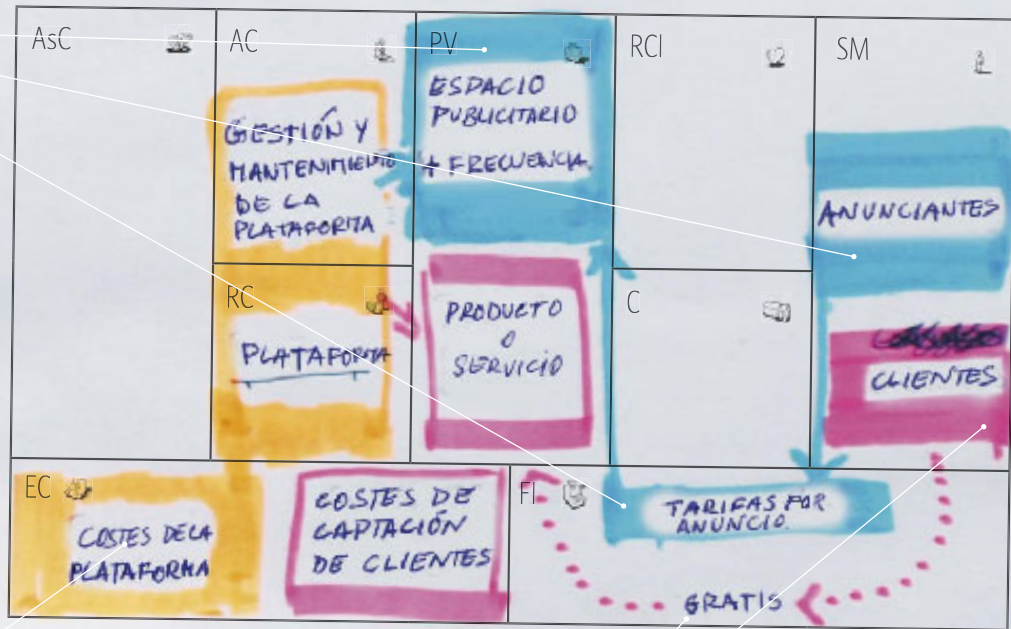 AsC
AC
GESTIÓN Y
MANTENIMIENTO
DE LA
PLATAFORMA
RC
PLATAFORMA
PV
ESPACIO
PUBLICITARIO
+ FRECUENCIA.
PRODUCTO
O
SERVICIO
RCl
C
SM
ANUNCIANTES
CLIENTES
EC
COSTES DE LA
PLATAFORMA
COSTES DE
CAPTACIÓN
DE CLIENTES
FI
TARIFAS POR
ANUNCIO.
GRATIS